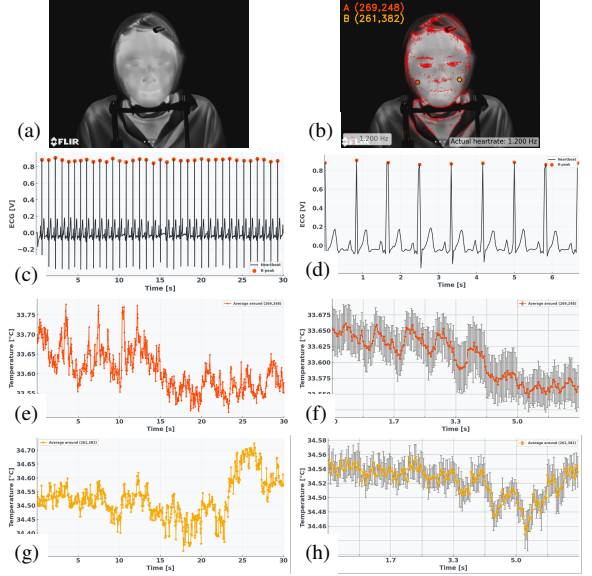 A (269,248)
B (261,382)
FLIR
1.200 Hz
Actual heartrate: 1.200 Hz
(a)
(b)
ECG [V]
0.8
0.6
0.4
0.2
0.0
−0.2
5
10
15
20
25
30
Time [s]
Heartbeat
R-peak
(c)
0.8
0.6
0.4
0.2
0.0
1
2
3
4
5
6
Time [s]
Heartbeat
R-peak
(d)
Temperature [°C]
33.75
33.70
33.65
33.60
33.55
5
10
15
20
25
30
Time [s]
Average around (269,248)
(e)
Temperature [°C]
33.675
33.650
33.625
33.600
33.575
33.550
1.7
3.3
5.0
Time [s]
Average around (269,248)
(f)
Temperature [°C]
34.70
34.65
34.60
34.55
34.50
34.45
34.40
5
10
15
20
25
30
Time [s]
Average around (261,382)
(g)
Temperature [°C]
34.58
34.56
34.54
34.52
34.50
34.48
34.46
1.7
3.3
5.0
Time [s]
Average around (261,382)
(h)